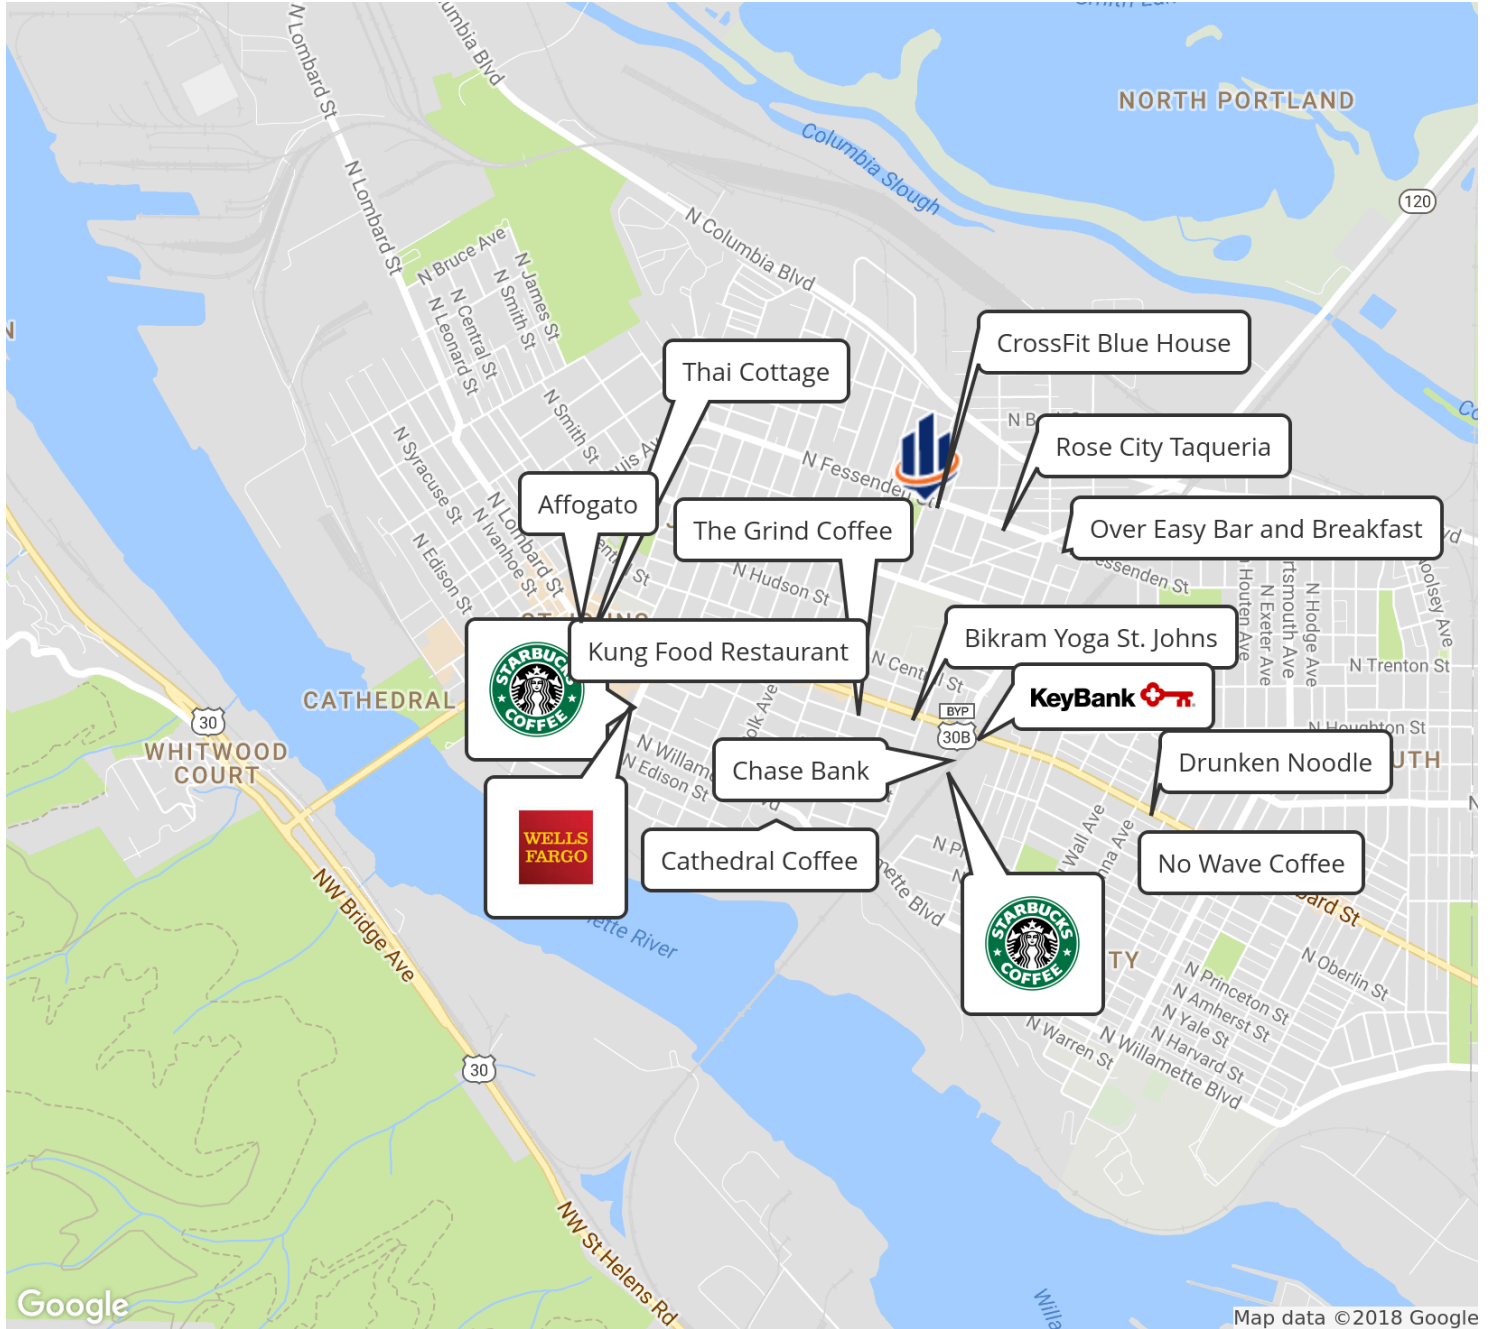 NORTH PORTLAND
Columbia Slough
120
N Lombard St
N Lombard St
N Columbia Blvd
N Bruce Ave
N James St
N Smith St
N Central St
N Leonard St
CrossFit Blue House
Thai Cottage
N Smith St
N Syracuse St
N Fessenden St
Rose City Taqueria
Affogato
The Grind Coffee
Over Easy Bar and Breakfast
N Lombard St
N Ivanhoe St
N Edison St
N Hudson St
Kung Food Restaurant
N Central St
Bikram Yoga St. Johns
N Exeter Ave
N Hodge Ave
N Trenton St
STARBUCKS
COFFEE
KeyBank
CATHEDRAL
30
WHITWOOD
COURT
BYP
30B
N Houghton St
Chase Bank
Drunken Noodle
N Edison St
WELLS
FARGO
Cathedral Coffee
No Wave Coffee
NW Bridge Ave
STARBUCKS
COFFEE
N Oberlin St
N Princeton St
N Amherst St
N Yale St
N Harvard St
N Warren St
N Willamette Blvd
30
NW St Helens Rd
Google
Map data ©2018 Google